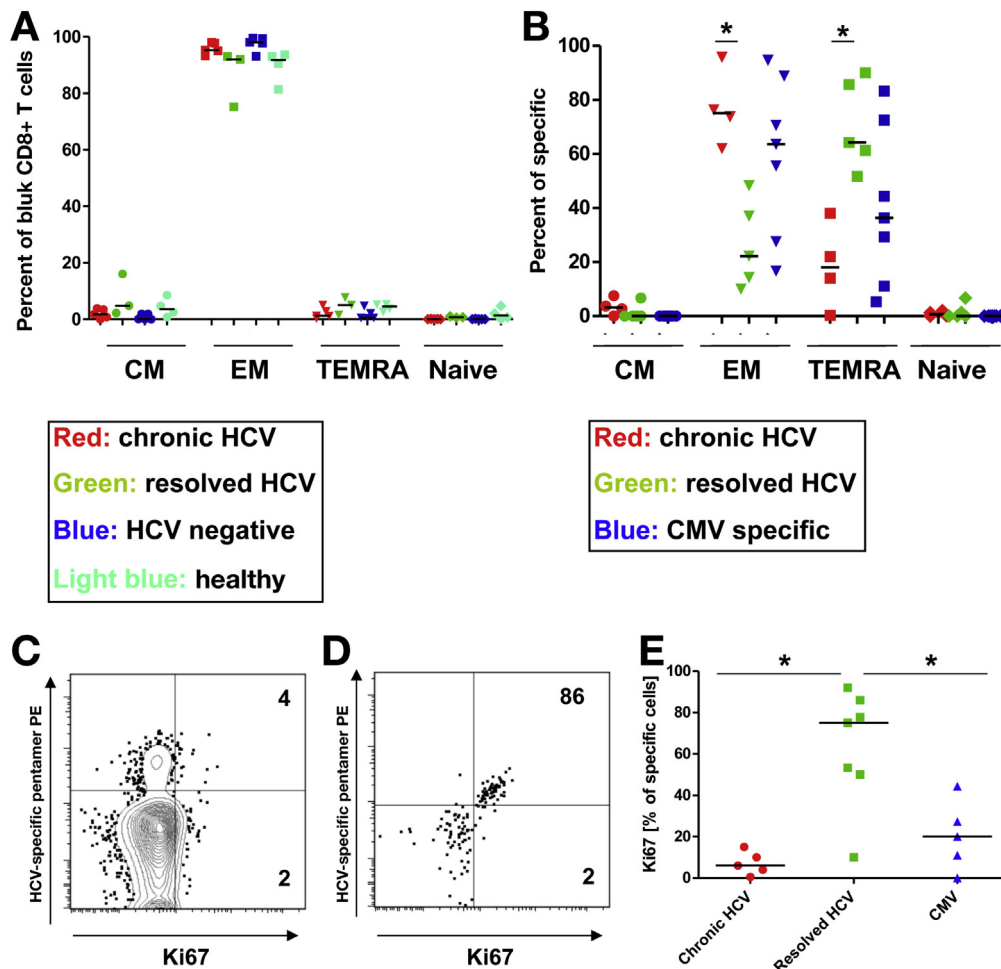 A
Percent of bluk CD8+ T cells
100
80
60
40
20
0
CM EM TEMRA Naive
Red: chronic HCV
Green: resolved HCV
Blue: HCV negative
Light blue: healthy
B
Percent of specific
100
80
60
40
20
0
* *
CM EM TEMRA Naive
Red: chronic HCV
Green: resolved HCV
Blue: CMV specific
C
HCV-specific pentamer PE
4
2
Ki67
D
HCV-specific pentamer PE
86
2
Ki67
E
Ki67 [% of specific cells]
100
80
60
40
20
0
* *
Chronic HCV
Resolved HCV
CMV